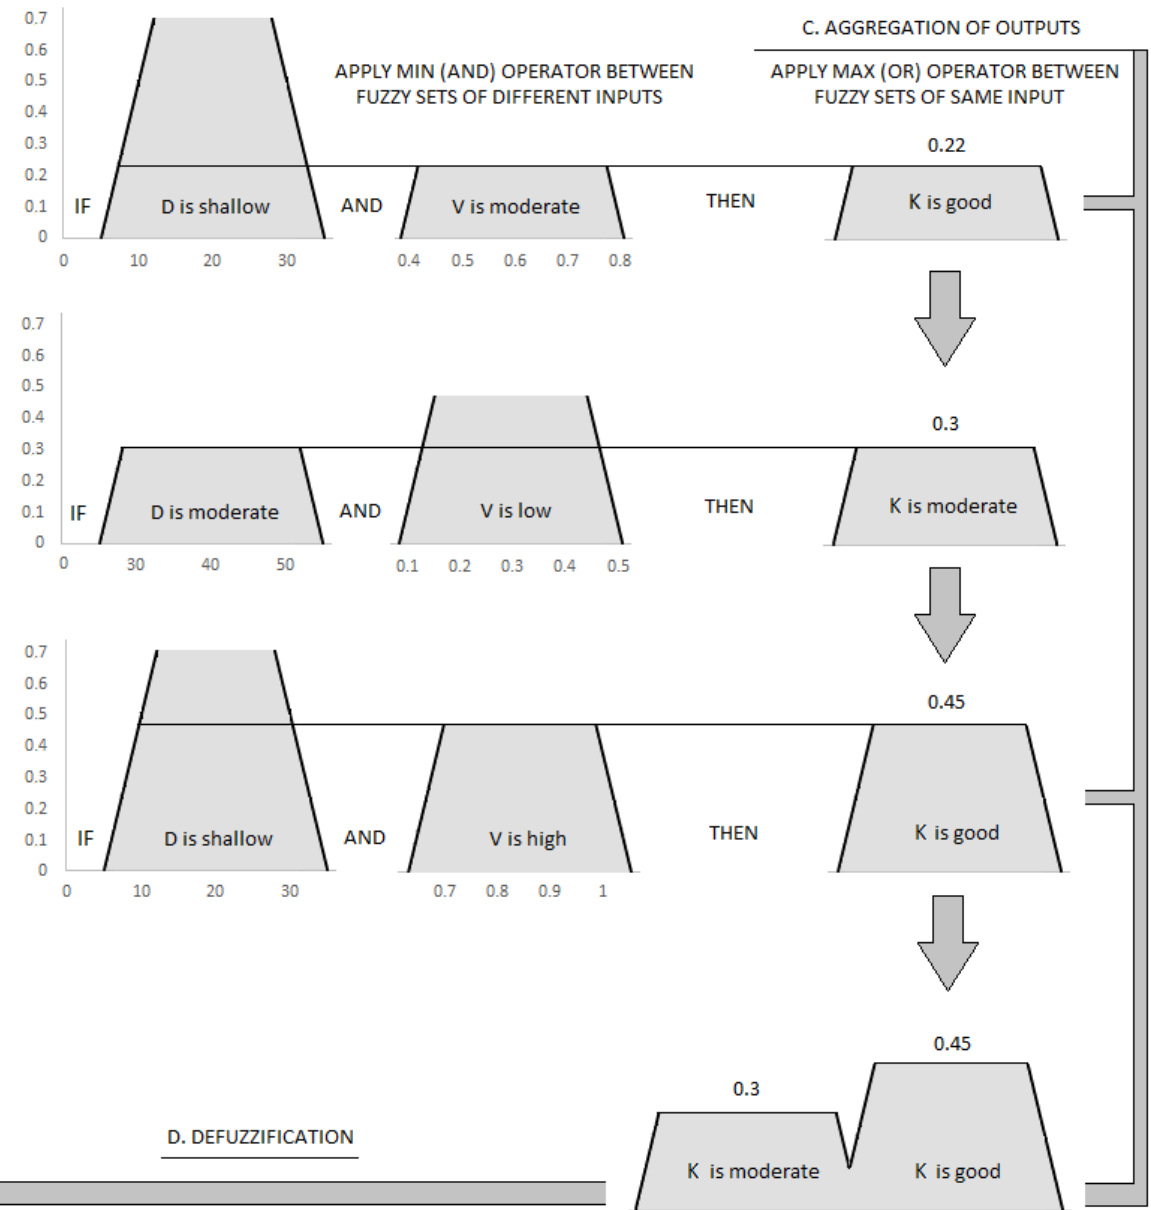 0.7
0.6
0.5
0.4
0.3
0.2
0.1
0
C. AGGREGATION OF OUTPUTS
APPLY MIN (AND) OPERATOR BETWEEN
FUZZY SETS OF DIFFERENT INPUTS
APPLY MAX (OR) OPERATOR BETWEEN
FUZZY SETS OF SAME INPUT
0.22
IF
D is shallow
AND
V is moderate
THEN
K is good
0 10 20 30
0.4 0.5 0.6 0.7 0.8
0.7
0.6
0.5
0.4
0.3
0.2
0.1
0
0.3
IF
D is moderate
AND
V is low
THEN
K is moderate
0 30 40 50
0.1 0.2 0.3 0.4 0.5
0.7
0.6
0.5
0.4
0.3
0.2
0.1
0
0.45
IF
D is shallow
AND
V is high
THEN
K is good
0 10 20 30
0.7 0.8 0.9 1
0.45
0.3
D. DEFUZZIFICATION
K is moderate
K is good